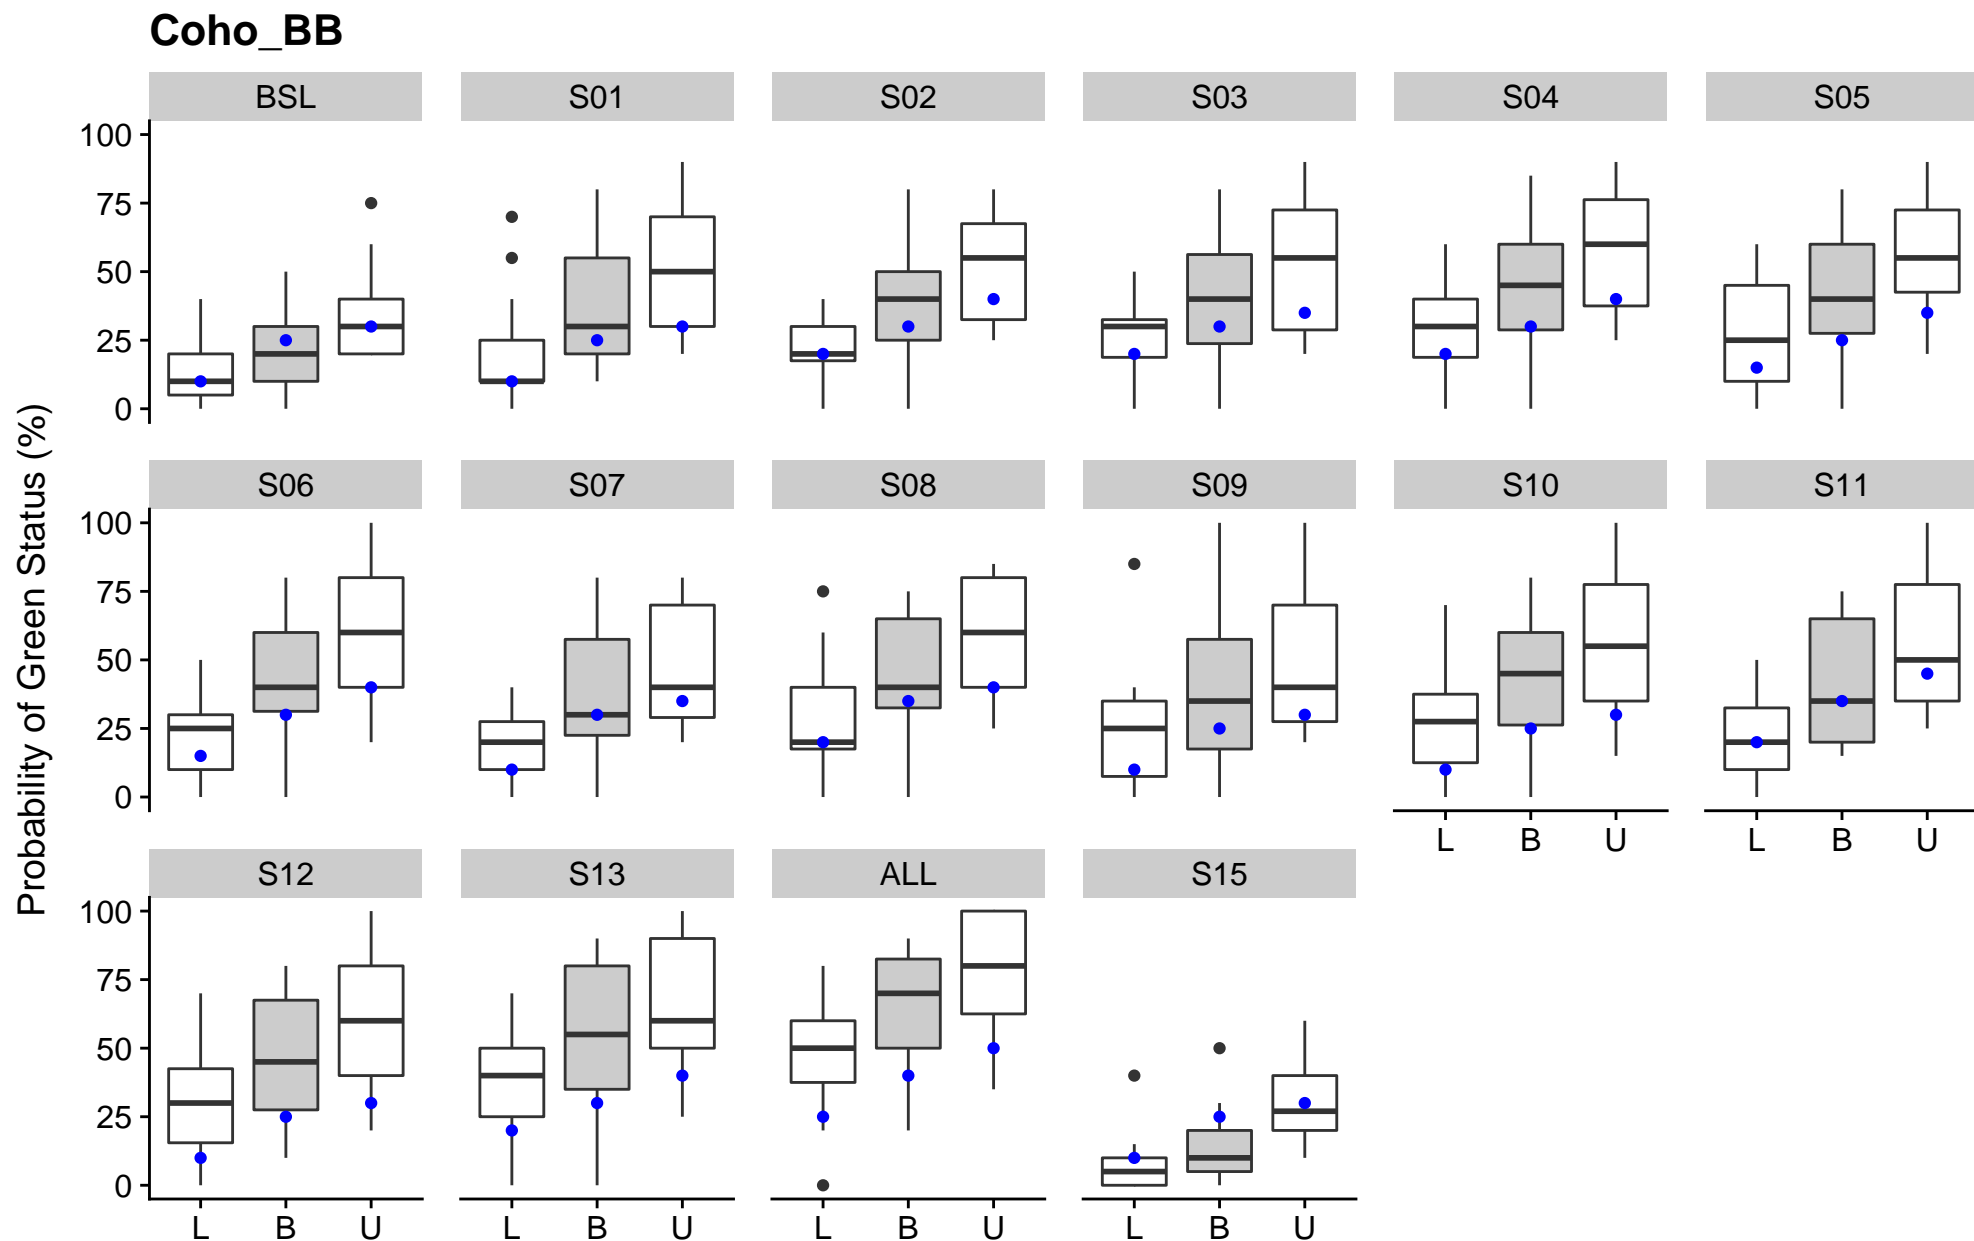 Coho_BB
BSL S01 S02 S03 S04 S05
100
75
50
25
0
S06 S07 S08 S09 S10 S11
100
75
50
25
0
L B U L B U
S12 S13 ALL S15
100
75
50
25
0
L B U L B U L B U L B U
Probability of Green Status (%)